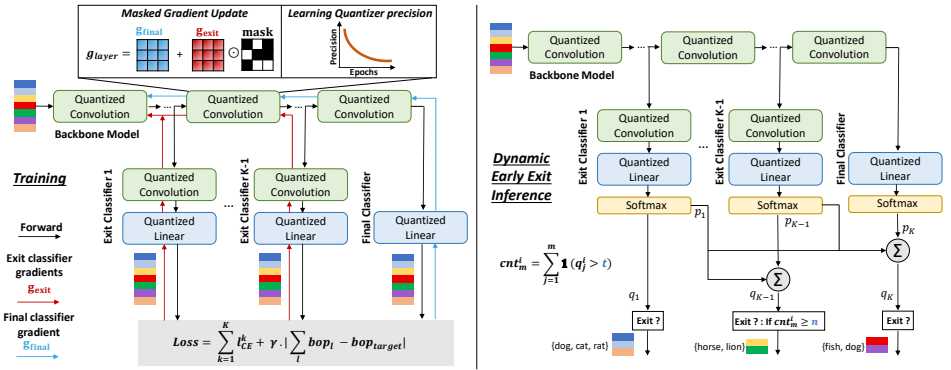 Masked Gradient Update
Learning Quantizer precision
g_final
g_exit
mask
g_layer = + ⊙
Precision
Epochs
Quantized Convolution
...
Quantized Convolution
...
Quantized Convolution
Backbone Model
Training
Forward
Exit classifier gradients
g_exit
Final classifier gradient
g_final
Exit Classifier 1
Quantized Convolution
Quantized Linear
...
Exit Classifier K-1
Quantized Convolution
Quantized Linear
Final Classifier
Quantized Linear
Loss = ∑_{k=1}^{K} l_{CE}^{k} + γ . | ∑_{l} bop_l − bop_{target} |
Quantized Convolution
...
Quantized Convolution
...
Quantized Convolution
Backbone Model
Dynamic
Early Exit
Inference
Exit Classifier 1
Quantized Convolution
Quantized Linear
Softmax
...
Exit Classifier K-1
Quantized Convolution
Quantized Linear
Softmax
Final Classifier
Quantized Linear
Softmax
p_1
p_{K−1}
p_K
Σ
Σ
cnt_m^i = ∑_{j=1}^{m} 𝟏 (q_j^i > t)
q_1
q_{K−1}
q_K
Exit ?
Exit ? : If cnt_m^i ≥ n
Exit ?
{dog, cat, rat}
{horse, lion}
{fish, dog}